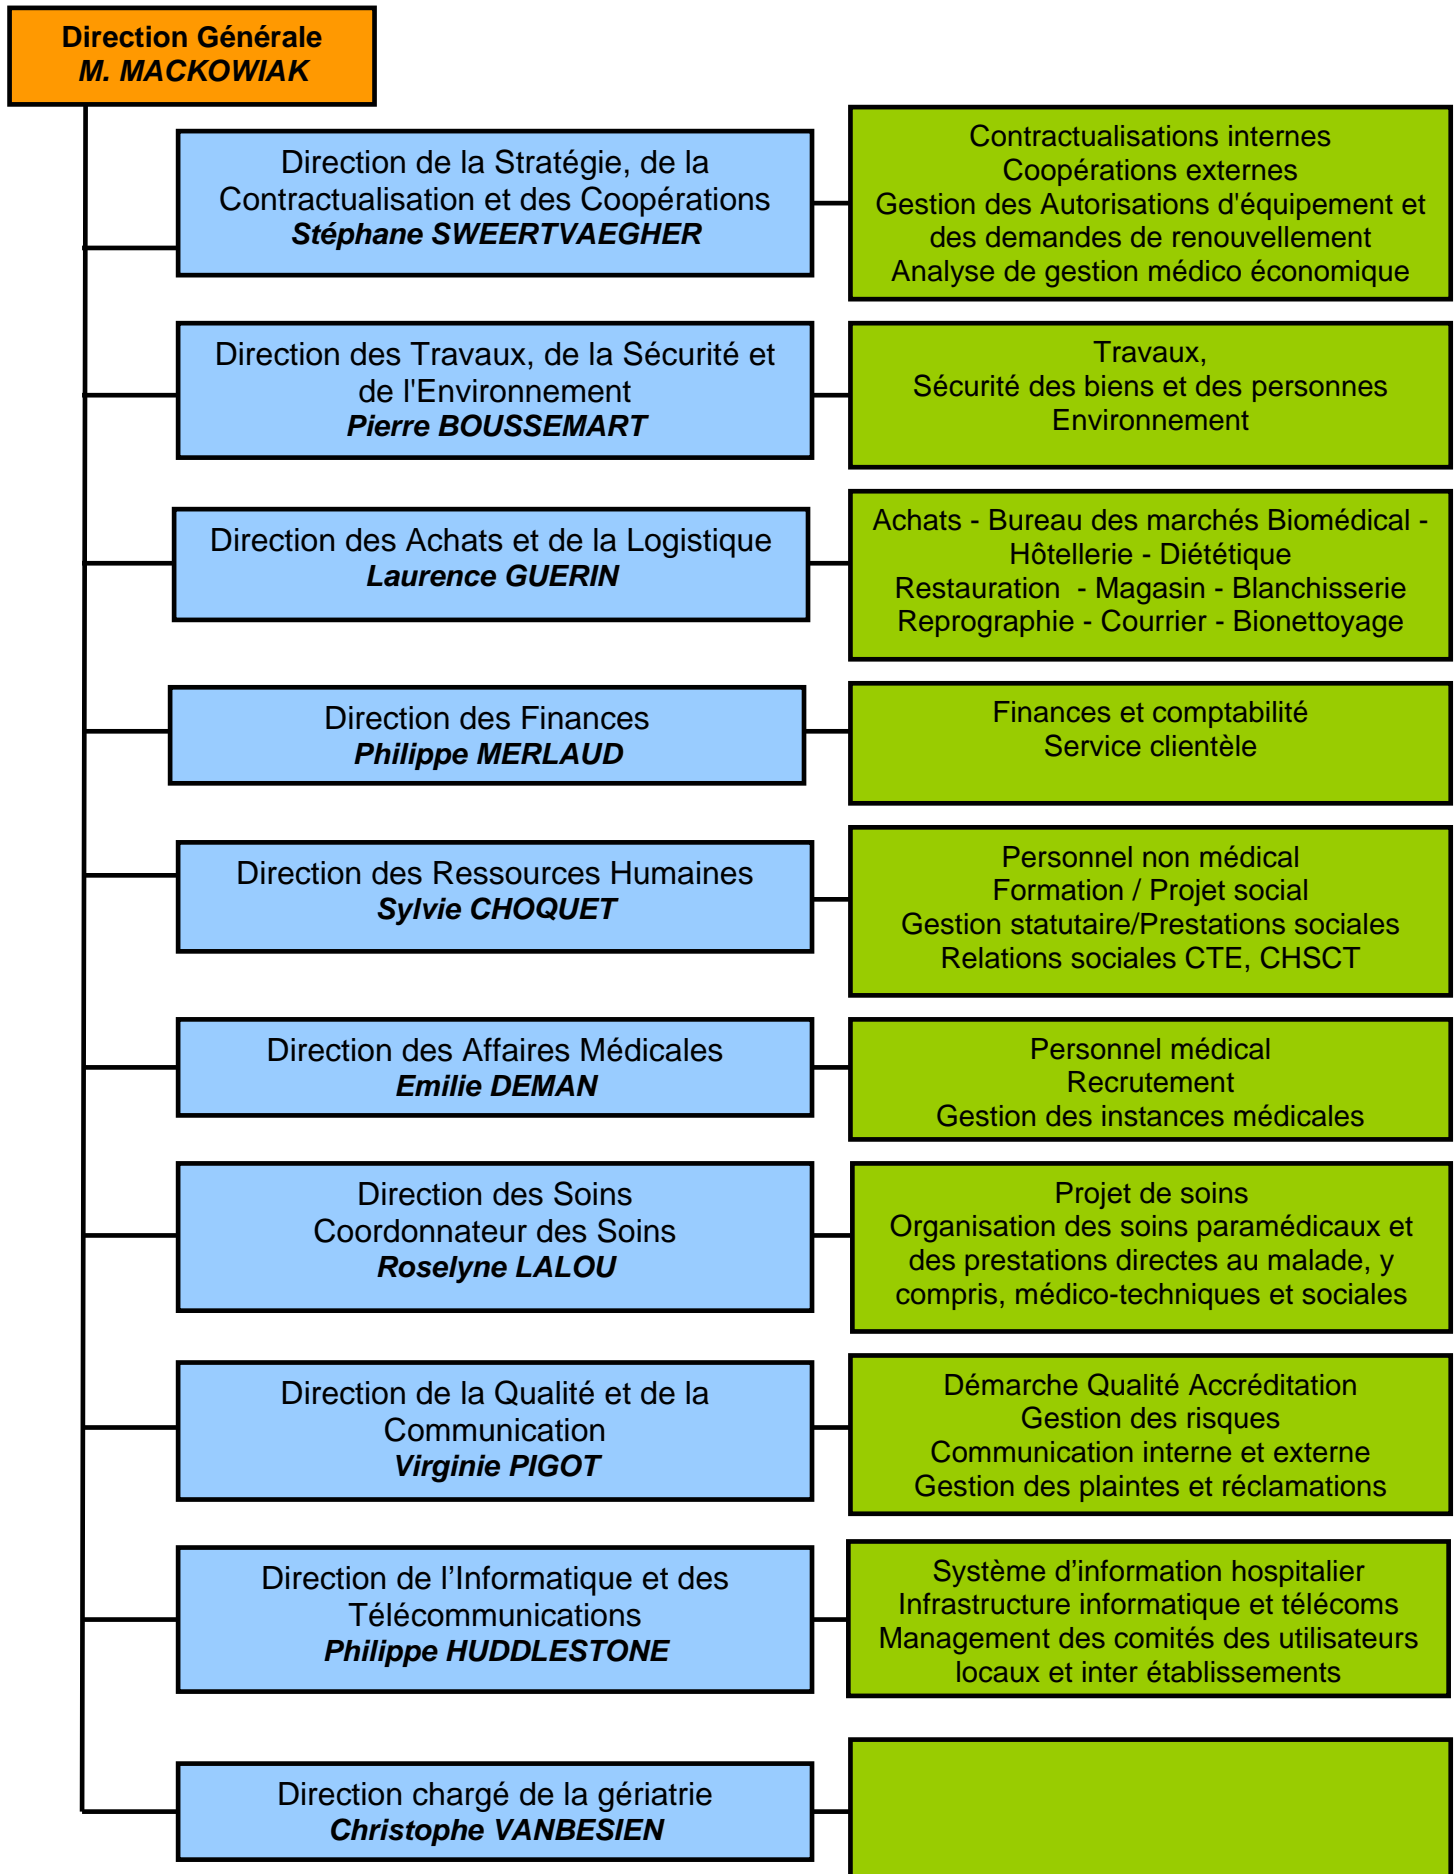 Direction Générale
M. MACKOWIAK
Direction de la Stratégie, de la
Contractualisation et des Coopérations
Stéphane SWEERTVAEGHER
Contractualisations internes
Coopérations externes
Gestion des Autorisations d'équipement et
des demandes de renouvellement
Analyse de gestion médico économique
Direction des Travaux, de la Sécurité et
de l'Environnement
Pierre BOUSSEMART
Travaux,
Sécurité des biens et des personnes
Environnement
Direction des Achats et de la Logistique
Laurence GUERIN
Achats - Bureau des marchés Biomédical -
Hôtellerie - Diététique
Restauration - Magasin - Blanchisserie
Reprographie - Courrier - Bionettoyage
Direction des Finances
Philippe MERLAUD
Finances et comptabilité
Service clientèle
Direction des Ressources Humaines
Sylvie CHOQUET
Personnel non médical
Formation / Projet social
Gestion statutaire/Prestations sociales
Relations sociales CTE, CHSCT
Direction des Affaires Médicales
Emilie DEMAN
Personnel médical
Recrutement
Gestion des instances médicales
Direction des Soins
Coordonnateur des Soins
Roselyne LALOU
Projet de soins
Organisation des soins paramédicaux et
des prestations directes au malade, y
compris, médico-techniques et sociales
Direction de la Qualité et de la
Communication
Virginie PIGOT
Démarche Qualité Accréditation
Gestion des risques
Communication interne et externe
Gestion des plaintes et réclamations
Direction de l’Informatique et des
Télécommunications
Philippe HUDDLESTONE
Système d’information hospitalier
Infrastructure informatique et télécoms
Management des comités des utilisateurs
locaux et inter établissements
Direction chargé de la gériatrie
Christophe VANBESIEN